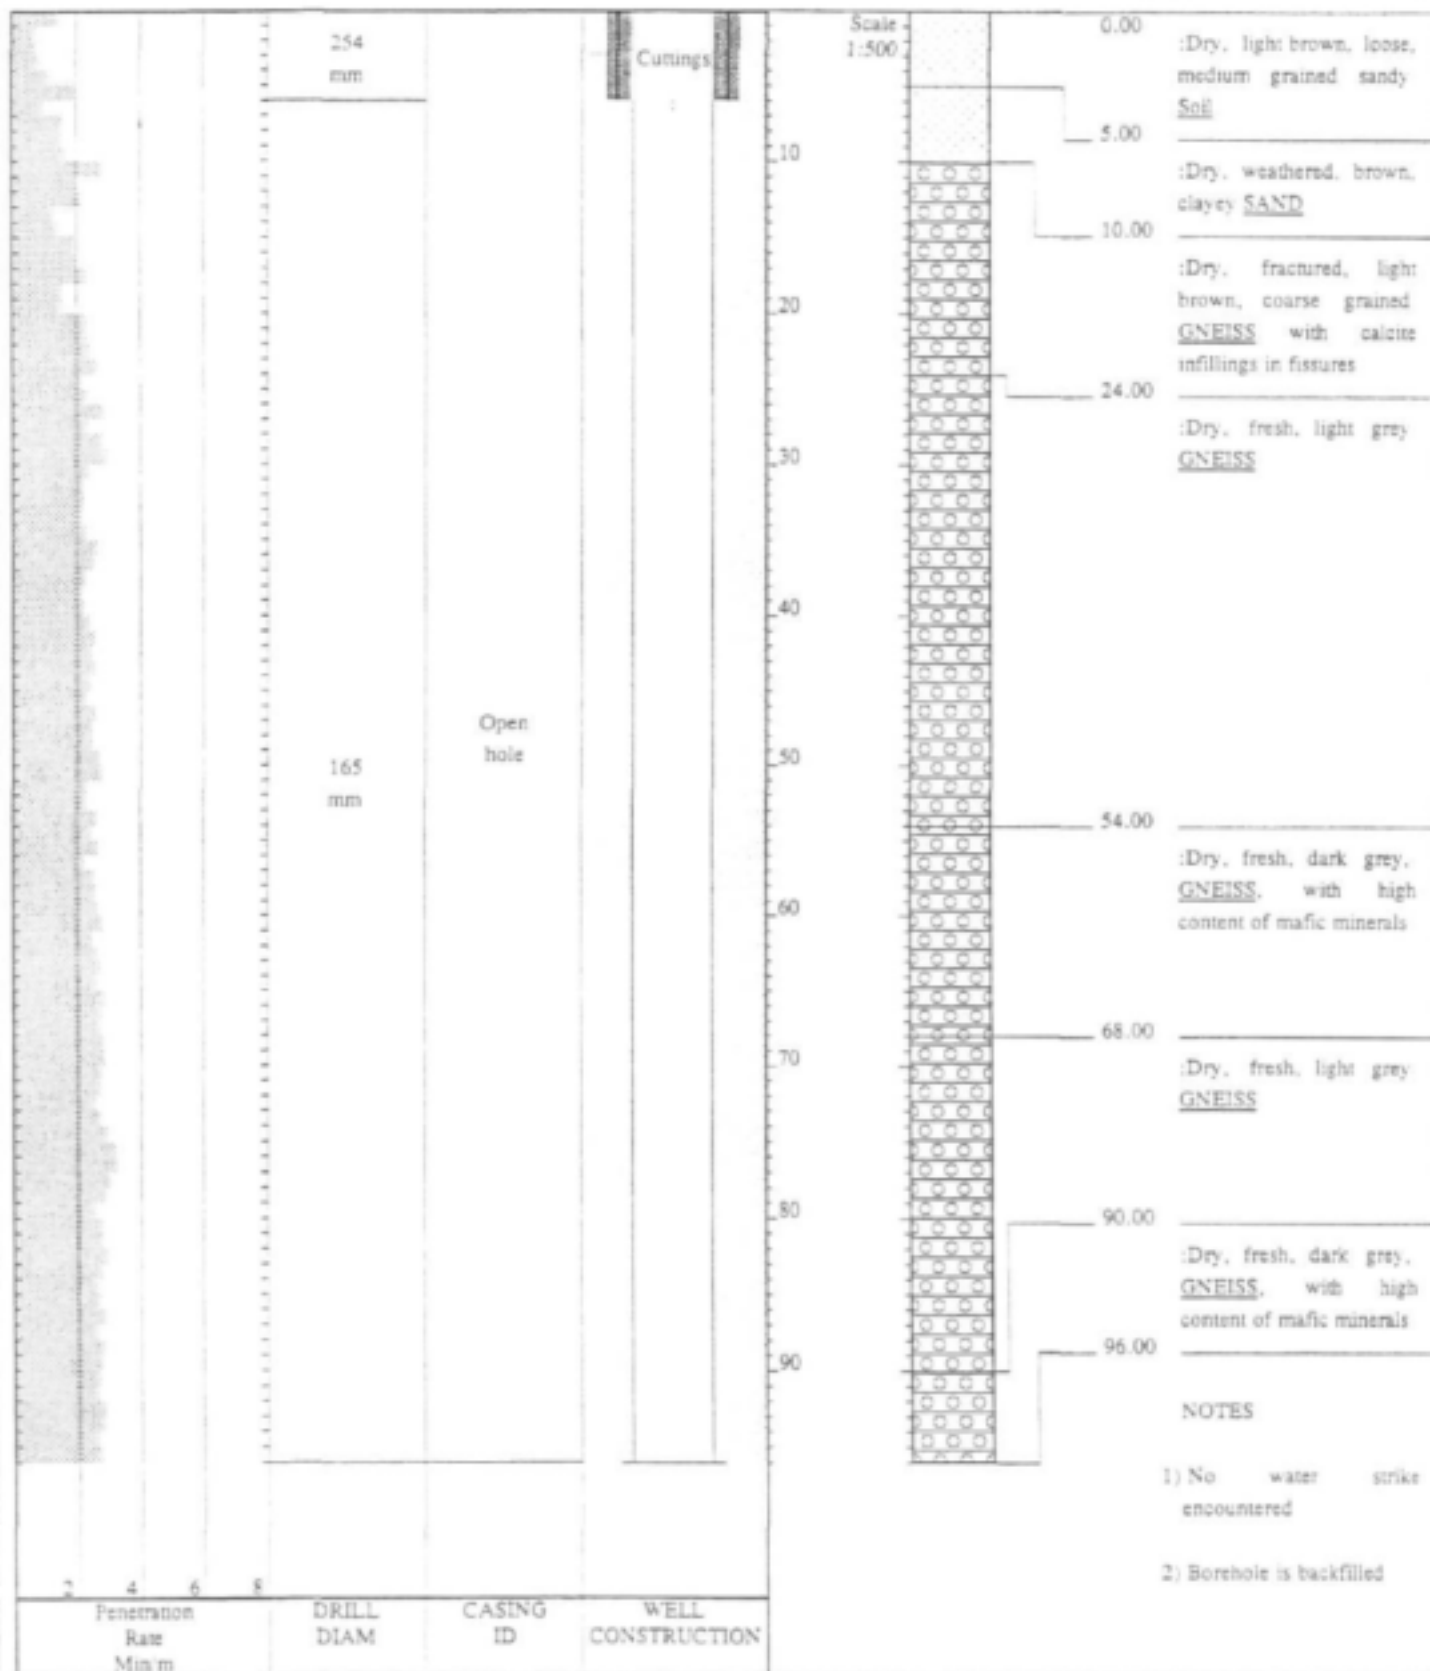 254
mm
Cuttings
Scale
1:500
10
20
30
40
50
60
70
80
90
Open
hole
165
mm
0.00
:Dry, light brown, loose,
medium grained sandy
Soil
5.00
:Dry, weathered, brown,
clayey SAND
10.00
:Dry, fractured, light
brown, coarse grained
GNEISS with calcite
infillings in fissures
24.00
:Dry, fresh, light grey
GNEISS
54.00
:Dry, fresh, dark grey,
GNEISS, with high
content of mafic minerals
68.00
:Dry, fresh, light grey
GNEISS
90.00
:Dry, fresh, dark grey,
GNEISS, with high
content of mafic minerals
96.00
NOTES
1) No water strike
encountered
2) Borehole is backfilled
2 4 6 8
Penetration
Rate
Min/m
DRILL
DIAM
CASING
ID
WELL
CONSTRUCTION